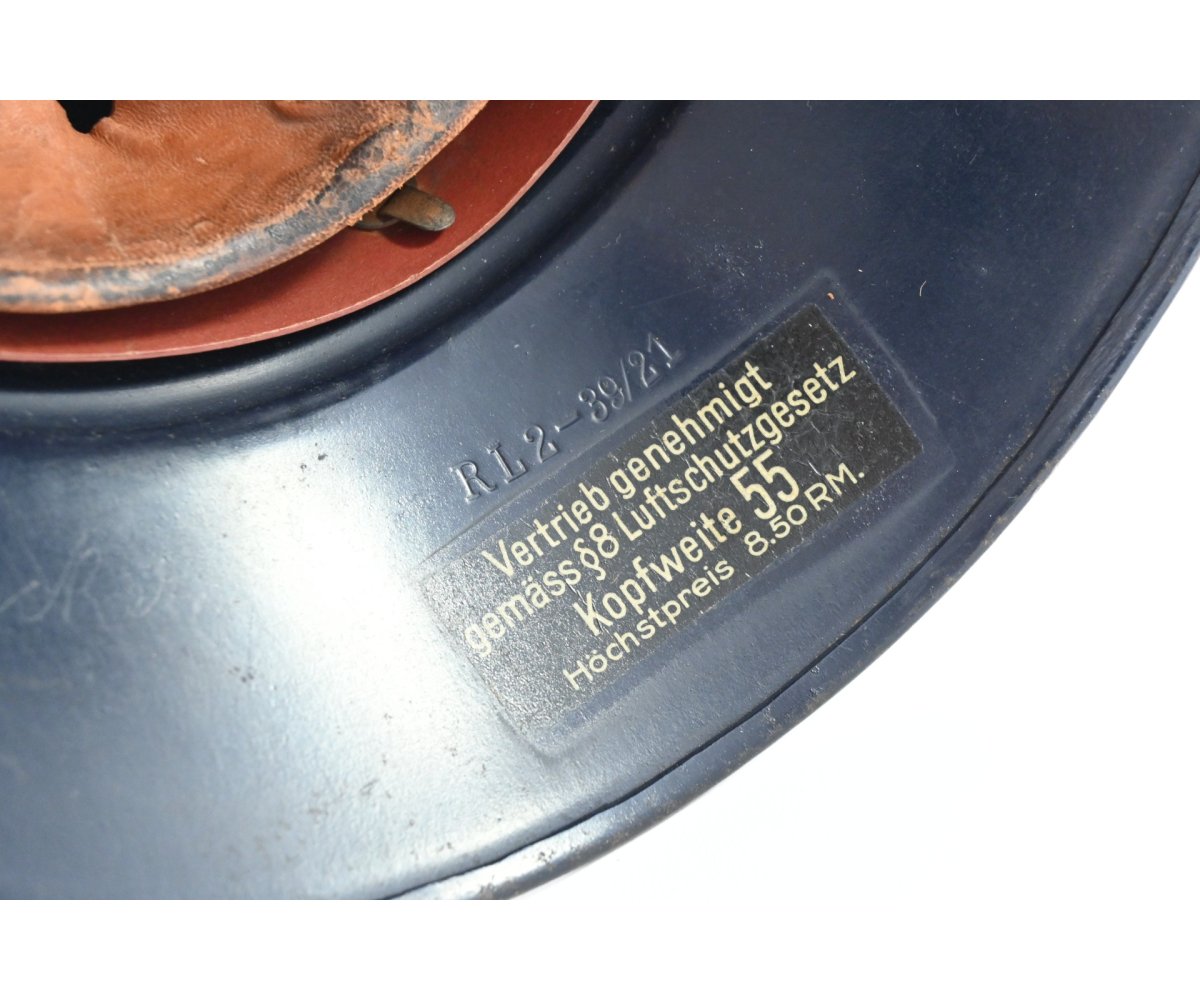 RL2-39/21
Vertrieb genehmigt
gemäss §8 Luftschutzgesetz
Kopfweite 55
Höchstpreis 8.50 RM.